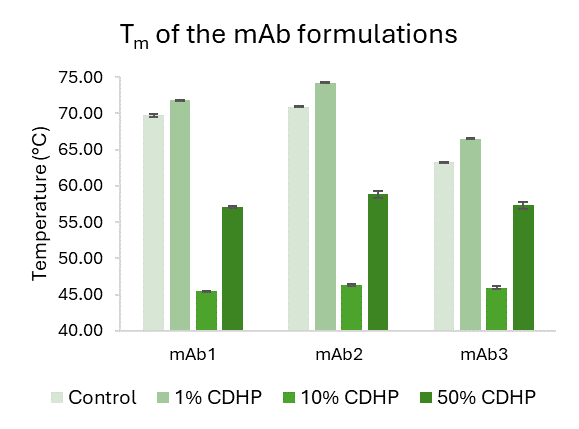 Tm of the mAb formulations
Temperature (°C)
75.00
70.00
65.00
60.00
55.00
50.00
45.00
40.00
mAb1 mAb2 mAb3
Control 1% CDHP 10% CDHP 50% CDHP